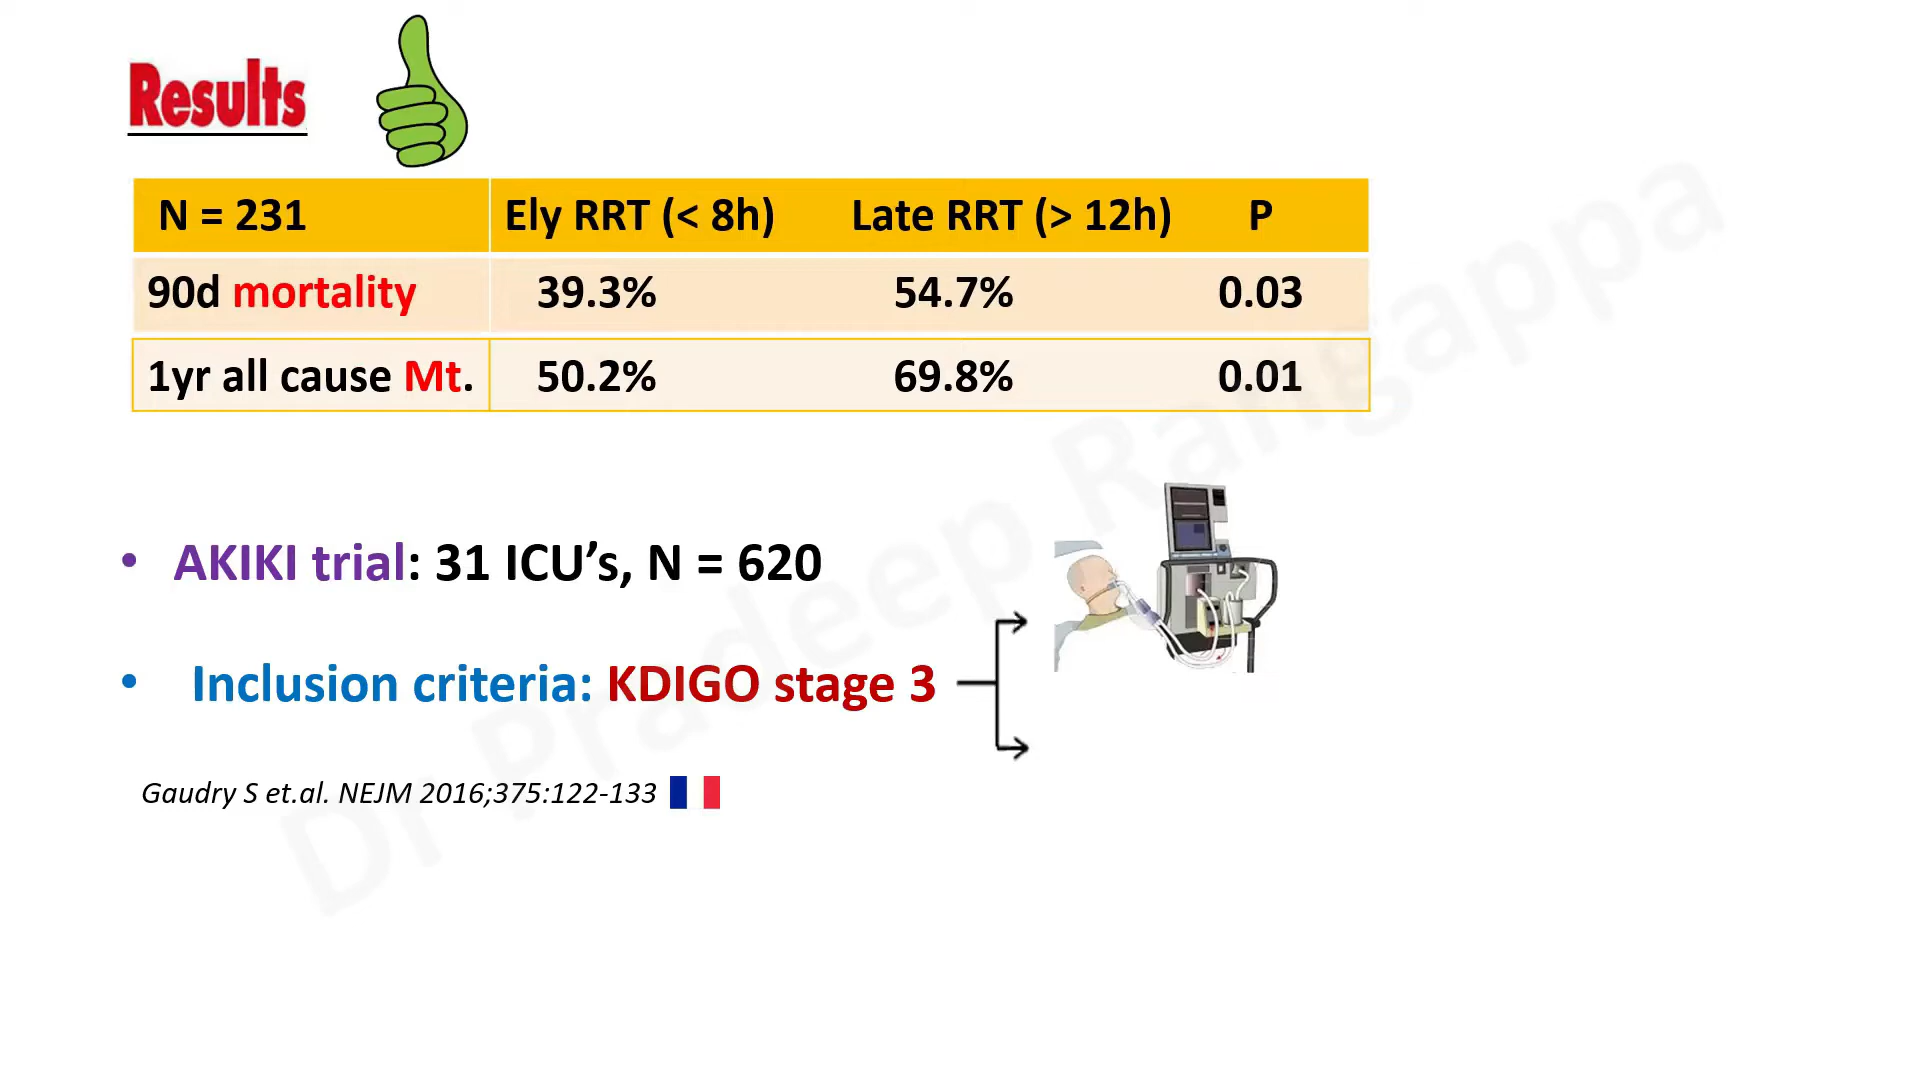 Results
N = 231 Ely RRT (< 8h) Late RRT (> 12h) P
90d mortality 39.3% 54.7% 0.03
1yr all cause Mt. 50.2% 69.8% 0.01
• AKIKI trial: 31 ICU’s, N = 620
• Inclusion criteria: KDIGO stage 3
Gaudry S et.al. NEJM 2016;375:122-133
Dr Pradeep Rangappa